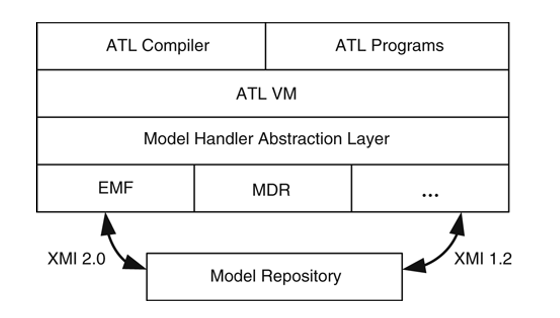 ATL Compiler
ATL Programs
ATL VM
Model Handler Abstraction Layer
EMF
MDR
...
XMI 2.0
XMI 1.2
Model Repository